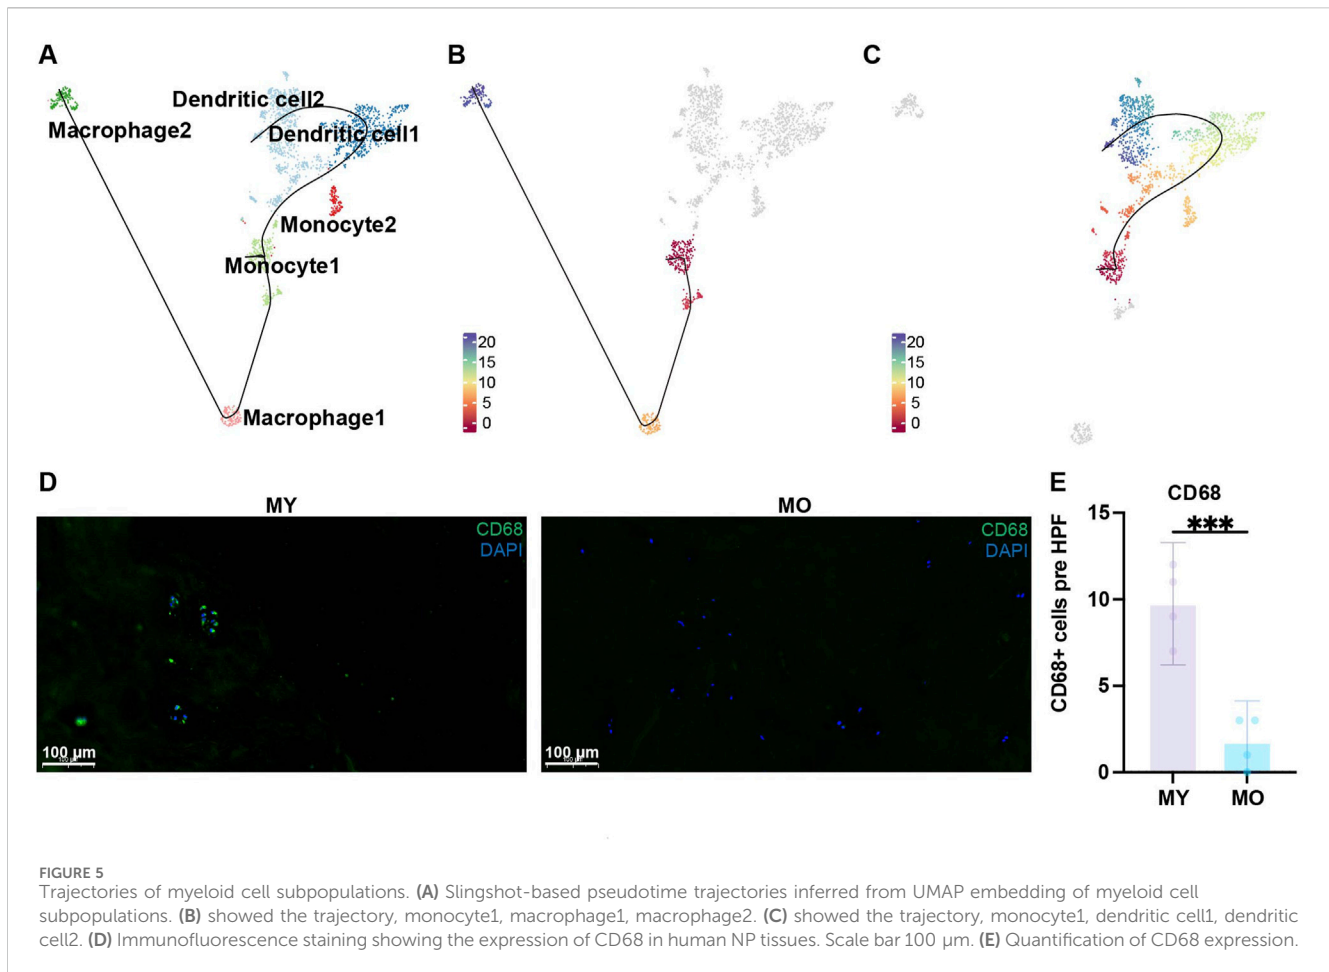 A
B
C
Dendritic cell2
Macrophage2
Dendritic cell1
Monocyte2
Monocyte1
Macrophage1
20
15
10
5
0
20
15
10
5
0
D
MY
CD68
DAPI
100 µm
MO
CD68
DAPI
100 µm
E
CD68
***
CD68+ cells pre HPF
15
10
5
0
MY
MO
FIGURE 5
Trajectories of myeloid cell subpopulations. (A) Slingshot-based pseudotime trajectories inferred from UMAP embedding of myeloid cell
subpopulations. (B) showed the trajectory, monocyte1, macrophage1, macrophage2. (C) showed the trajectory, monocyte1, dendritic cell1, dendritic
cell2. (D) Immunofluorescence staining showing the expression of CD68 in human NP tissues. Scale bar 100 µm. (E) Quantification of CD68 expression.